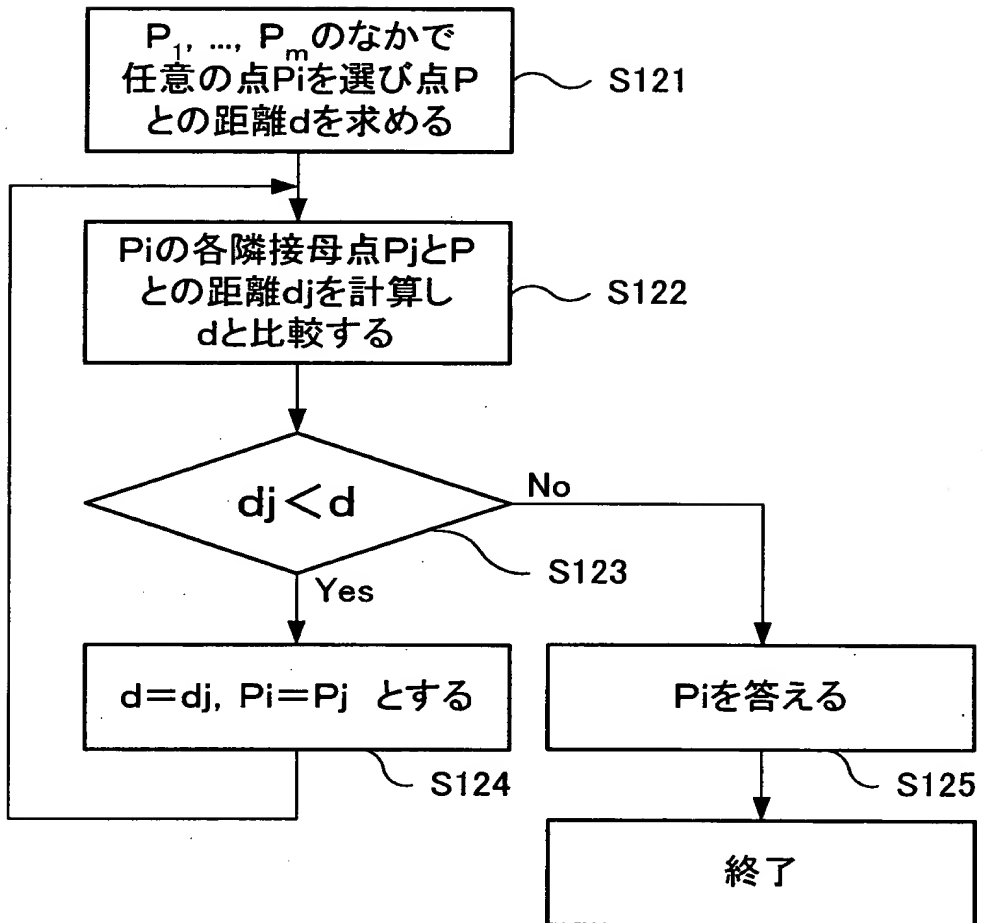 P1, ..., Pmのなかで
任意の点Piを選び点P
との距離dを求める
S121
Piの各隣接母点PjとP
との距離djを計算し
dと比較する
S122
dj＜d
No
S123
Yes
d＝dj, Pi＝Pj とする
S124
Piを答える
S125
終了